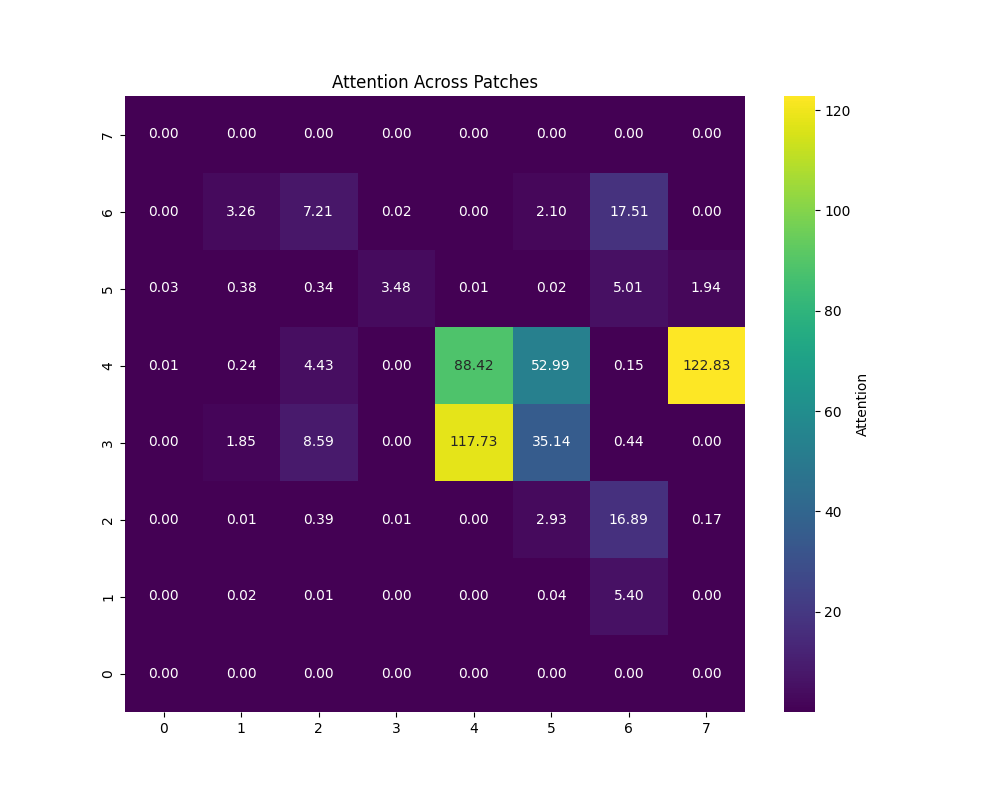 Attention Across Patches
7 0.00 0.00 0.00 0.00 0.00 0.00 0.00 0.00 120
6 0.00 3.26 7.21 0.02 0.00 2.10 17.51 0.00 100
5 0.03 0.38 0.34 3.48 0.01 0.02 5.01 1.94 80
4 0.01 0.24 4.43 0.00 88.42 52.99 0.15 122.83
Attention
3 0.00 1.85 8.59 0.00 117.73 35.14 0.44 0.00 60
2 0.00 0.01 0.39 0.01 0.00 2.93 16.89 0.17 40
1 0.00 0.02 0.01 0.00 0.00 0.04 5.40 0.00 20
0 0.00 0.00 0.00 0.00 0.00 0.00 0.00 0.00
0 1 2 3 4 5 6 7